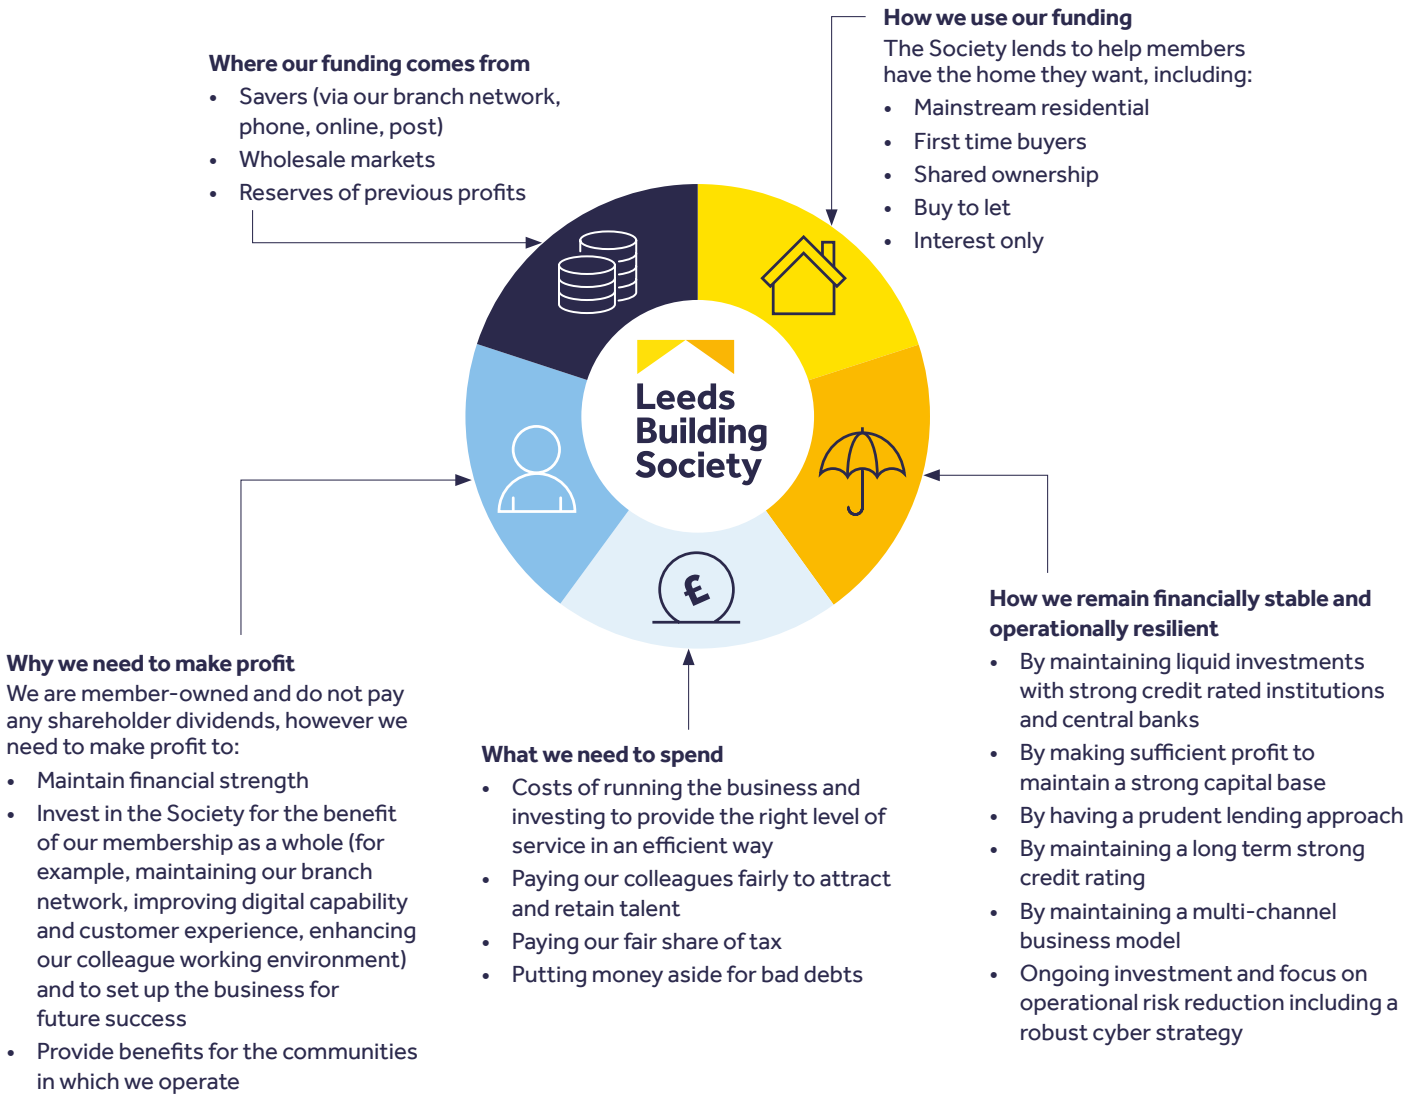 Where our funding comes from
• Savers (via our branch network,
phone, online, post)
• Wholesale markets
• Reserves of previous profits
How we use our funding
The Society lends to help members
have the home they want, including:
• Mainstream residential
• First time buyers
• Shared ownership
• Buy to let
• Interest only
Leeds
Building
Society
£
How we remain financially stable and
operationally resilient
• By maintaining liquid investments
with strong credit rated institutions
and central banks
• By making sufficient profit to
maintain a strong capital base
• By having a prudent lending approach
• By maintaining a long term strong
credit rating
• By maintaining a multi-channel
business model
• Ongoing investment and focus on
operational risk reduction including a
robust cyber strategy
What we need to spend
• Costs of running the business and
investing to provide the right level of
service in an efficient way
• Paying our colleagues fairly to attract
and retain talent
• Paying our fair share of tax
• Putting money aside for bad debts
Why we need to make profit
We are member-owned and do not pay
any shareholder dividends, however we
need to make profit to:
• Maintain financial strength
• Invest in the Society for the benefit
of our membership as a whole (for
example, maintaining our branch
network, improving digital capability
and customer experience, enhancing
our colleague working environment)
and to set up the business for
future success
• Provide benefits for the communities
in which we operate